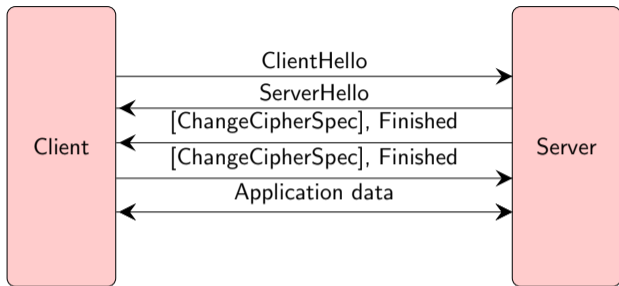 ClientHello
ServerHello
[ChangeCipherSpec], Finished
Client
Server
[ChangeCipherSpec], Finished
Application data